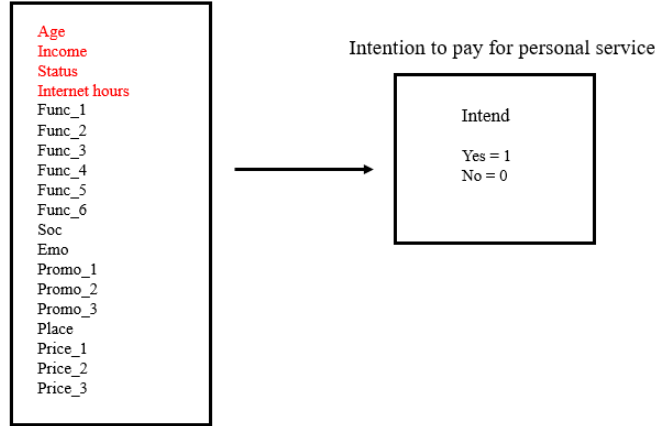 Age
Income
Status
Internet hours
Func_1
Func_2
Func_3
Func_4
Func_5
Func_6
Soc
Emo
Promo_1
Promo_2
Promo_3
Place
Price_1
Price_2
Price_3
Intention to pay for personal service
Intend
Yes = 1
No = 0